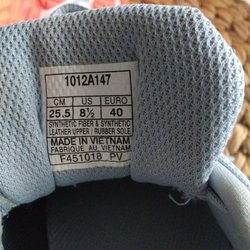 1012A147
CM US EURO
25.5 8½ 40
SYNTHETIC FIBER & SYNTHETIC
LEATHER UPPER / RUBBER SOLE
MADE IN VIETNAM
FABRIQUE AU VIETNAM
F451018 PV